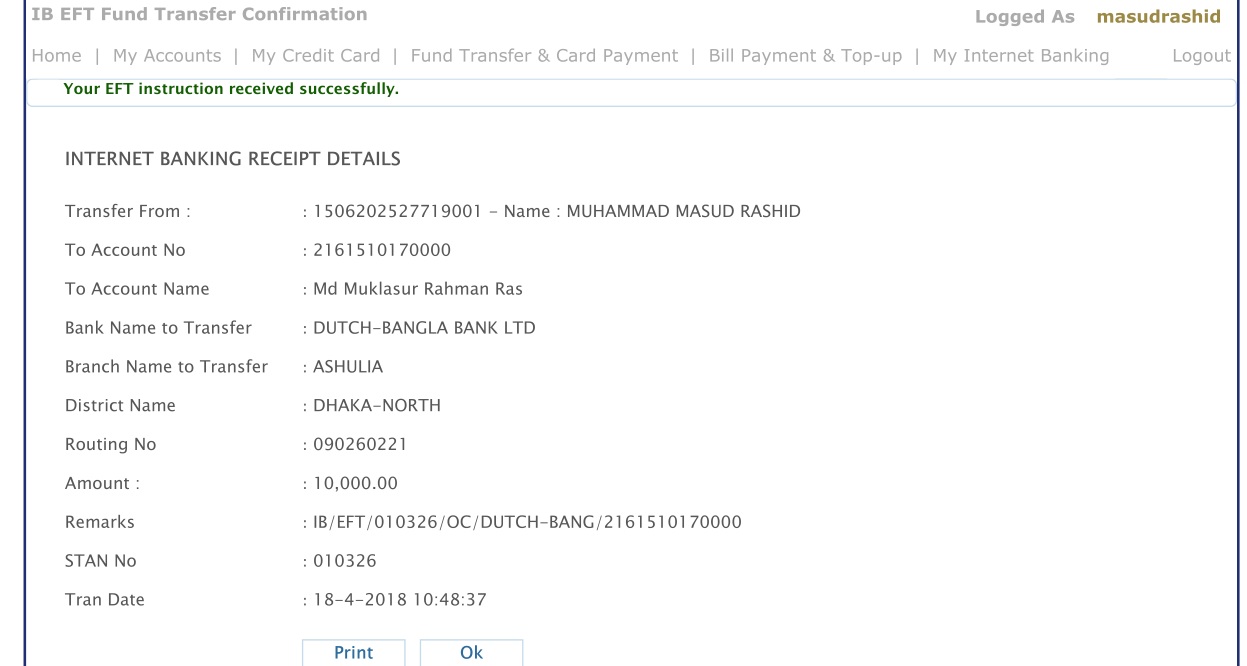 IB EFT Fund Transfer Confirmation
Logged As masudrashid
Home | My Accounts | My Credit Card | Fund Transfer & Card Payment | Bill Payment & Top-up | My Internet Banking Logout
Your EFT instruction received successfully.
INTERNET BANKING RECEIPT DETAILS
Transfer From : : 1506202527719001 - Name : MUHAMMAD MASUD RASHID
To Account No : 2161510170000
To Account Name : Md Muklasur Rahman Ras
Bank Name to Transfer : DUTCH-BANGLA BANK LTD
Branch Name to Transfer : ASHULIA
District Name : DHAKA-NORTH
Routing No : 090260221
Amount : : 10,000.00
Remarks : IB/EFT/010326/OC/DUTCH-BANG/2161510170000
STAN No : 010326
Tran Date : 18-4-2018 10:48:37
Print Ok